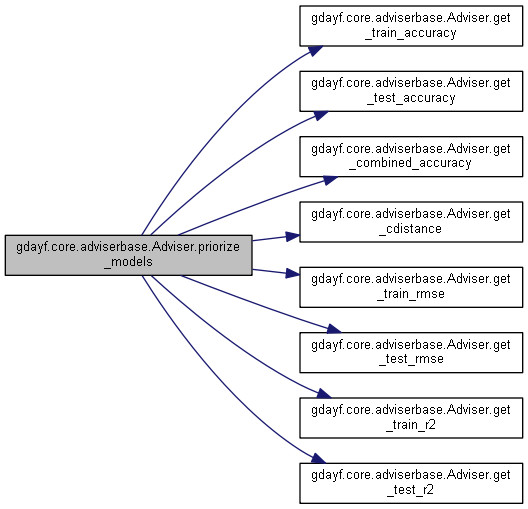 gdayf.core.adviserbase.Adviser.get
_train_accuracy
gdayf.core.adviserbase.Adviser.get
_test_accuracy
gdayf.core.adviserbase.Adviser.get
_combined_accuracy
gdayf.core.adviserbase.Adviser.get
_cdistance
gdayf.core.adviserbase.Adviser.priorize
_models
gdayf.core.adviserbase.Adviser.get
_train_rmse
gdayf.core.adviserbase.Adviser.get
_test_rmse
gdayf.core.adviserbase.Adviser.get
_train_r2
gdayf.core.adviserbase.Adviser.get
_test_r2